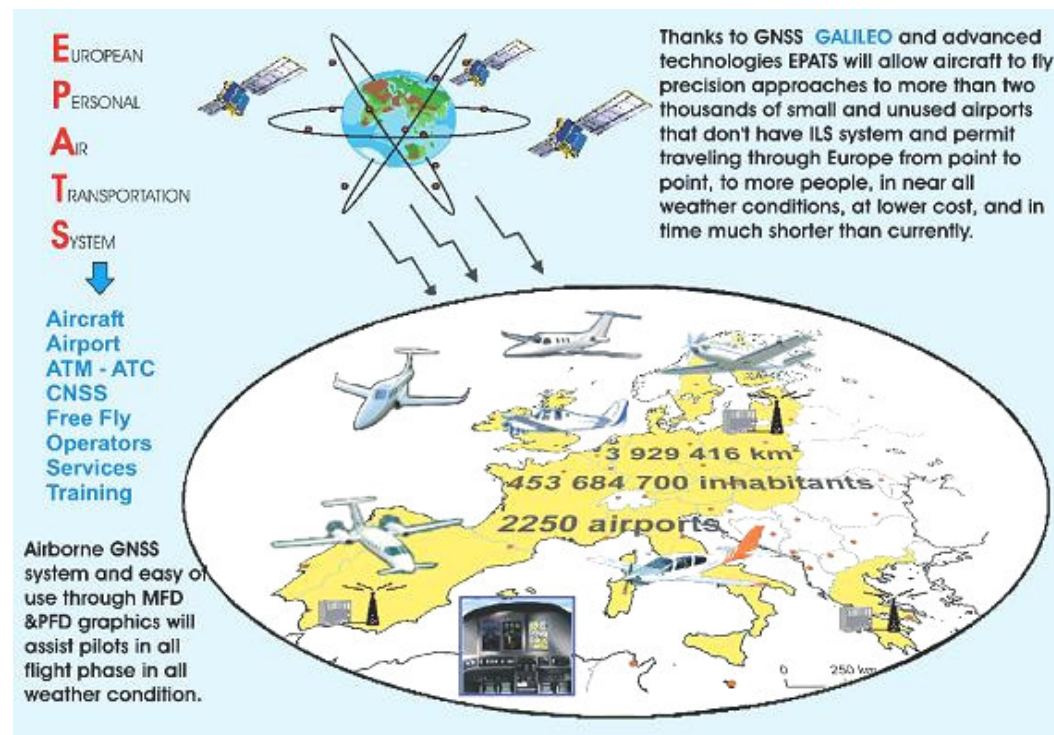 EUROPEAN
PERSONAL
AIR
TRANSPORTATION
SYSTEM
Aircraft
Airport
ATM - ATC
CNSS
Free Fly
Operators
Services
Training
Airborne GNSS
system and easy of
use through MFD
&PFD graphics will
assist pilots in all
flight phase in all
weather condition.
Thanks to GNSS GALILEO and advanced
technologies EPATS will allow aircraft to fly
precision approaches to more than two
thousands of small and unused airports
that don't have ILS system and permit
traveling through Europe from point to
point, to more people, in near all
weather conditions, at lower cost, and in
time much shorter than currently.
3 929 416 km²
453 684 700 inhabitants
2250 airports
0 250 km